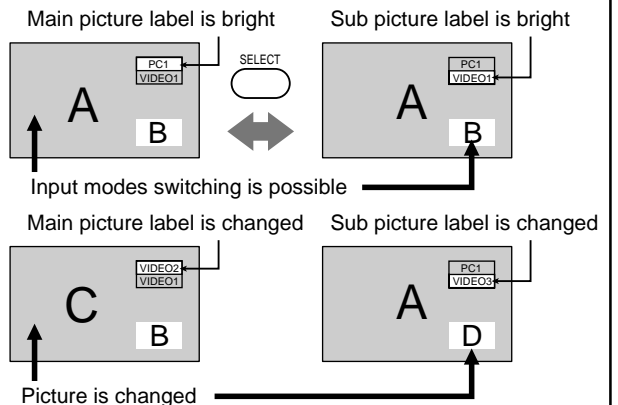 Main picture label is bright
Sub picture label is bright
PC1
VIDEO1
A
B
SELECT
PC1
VIDEO1
A
B
Input modes switching is possible
Main picture label is changed
Sub picture label is changed
VIDEO2
VIDEO1
C
B
PC1
VIDEO3
A
D
Picture is changed